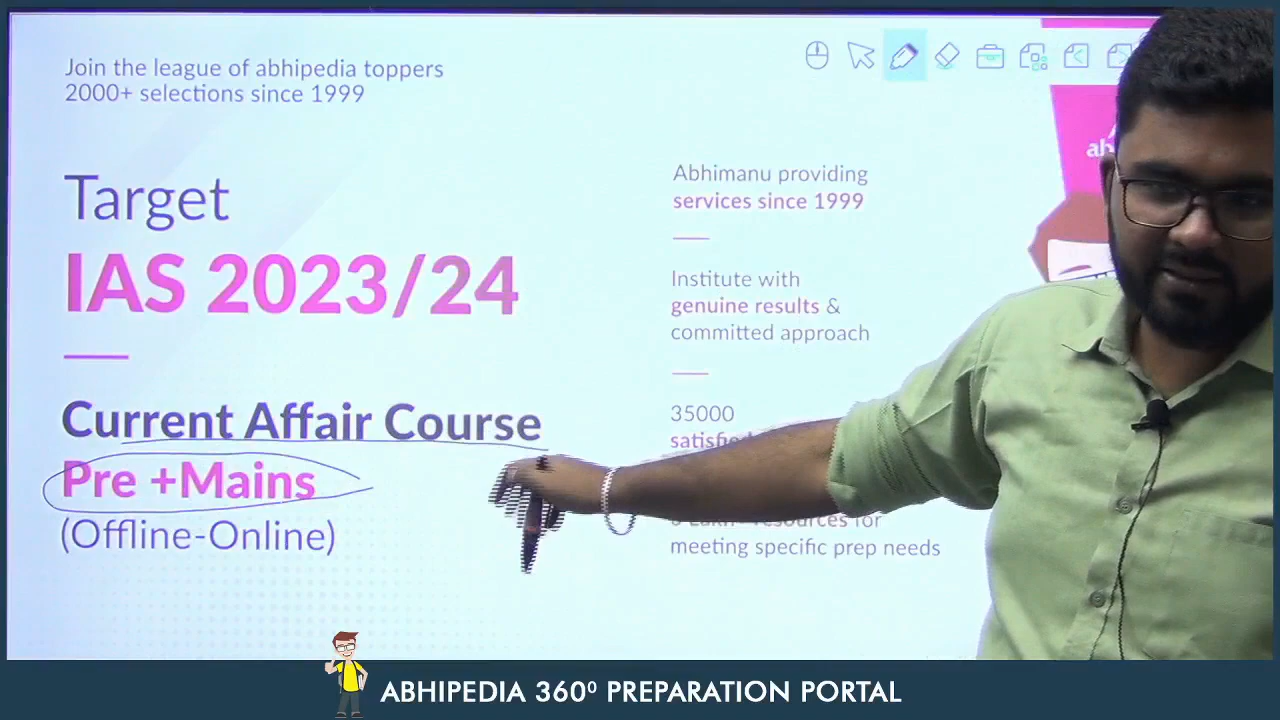 Join the league of abhipedia toppers
2000+ selections since 1999
Target
IAS 2023/24
Current Affair Course
Pre +Mains
(Offline-Online)
Abhimanu providing
services since 1999
Institute with
genuine results &
committed approach
35000
resources for
meeting specific prep needs
ABHIPEDIA 360⁰ PREPARATION PORTAL